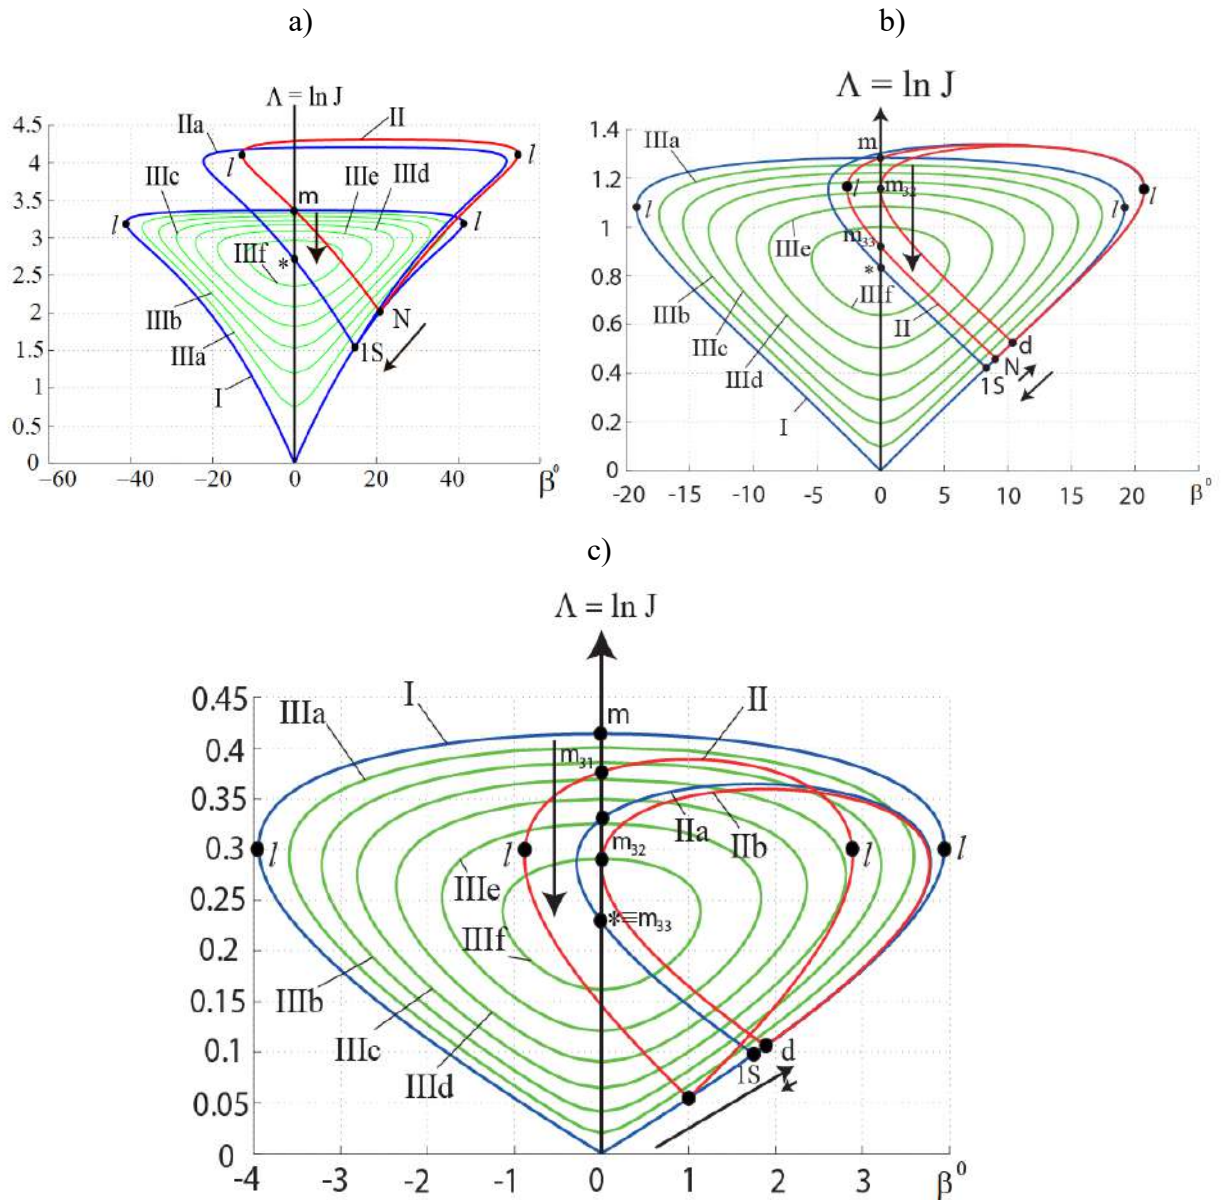 a)
Λ = ln J
4.5
4
3.5
3
2.5
2
1.5
1
0.5
0
−60
−40
−20
0
20
40
β⁰
IIa
II
l
l
IIIc
IIIe
IIId
m
l
l
IIIf
*
IIIb
N
IIIa
1S
I
b)
Λ = ln J
1.4
1.2
1
0.8
0.6
0.4
0.2
0
-20
-15
-10
-5
0
5
10
15
20
β⁰
IIIa
m
l
m₃₂
l
l
l
IIIe
m₃₃
*
IIIf
IIIb
II
IIIc
d
IIId
N
1S
I
c)
Λ = ln J
0.45
0.4
0.35
0.3
0.25
0.2
0.15
0.1
0.05
0
-4
-3
-2
-1
0
1
2
3
β⁰
I
II
IIIa
m
m₃₁
IIa
IIb
l
l
m₃₂
l
l
IIIe
*≡m₃₃
IIIf
IIIb
IIIc
d
IIId
1S